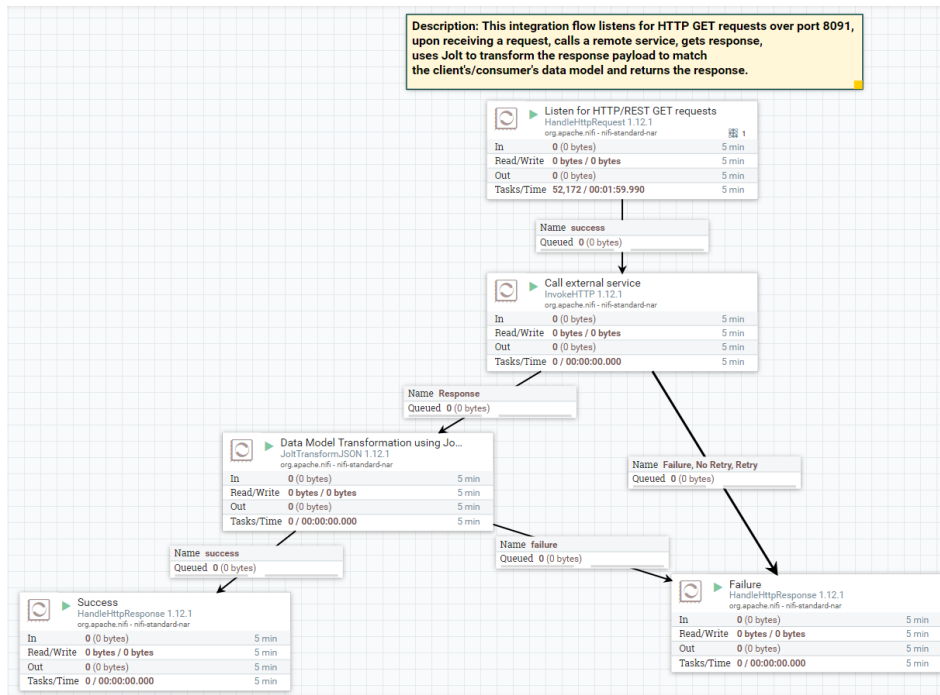 Description: This integration flow listens for HTTP GET requests over port 8091,
upon receiving a request, calls a remote service, gets response,
uses Jolt to transform the response payload to match
the client's/consumer's data model and returns the response.
Listen for HTTP/REST GET requests
HandleHttpRequest 1.12.1
org.apache.nifi - nifi-standard-nar
1
In 0 (0 bytes) 5 min
Read/Write 0 bytes / 0 bytes 5 min
Out 0 (0 bytes) 5 min
Tasks/Time 52,172 / 00:01:59.990 5 min
Name success
Queued 0 (0 bytes)
Call external service
InvokeHTTP 1.12.1
org.apache.nifi - nifi-standard-nar
In 0 (0 bytes) 5 min
Read/Write 0 bytes / 0 bytes 5 min
Out 0 (0 bytes) 5 min
Tasks/Time 0 / 00:00:00.000 5 min
Name Response
Queued 0 (0 bytes)
Data Model Transformation using Jo...
JoltTransformJSON 1.12.1
org.apache.nifi - nifi-standard-nar
In 0 (0 bytes) 5 min
Read/Write 0 bytes / 0 bytes 5 min
Out 0 (0 bytes) 5 min
Tasks/Time 0 / 00:00:00.000 5 min
Name Failure, No Retry, Retry
Queued 0 (0 bytes)
Name success
Queued 0 (0 bytes)
Name failure
Queued 0 (0 bytes)
Success
HandleHttpResponse 1.12.1
org.apache.nifi - nifi-standard-nar
In 0 (0 bytes) 5 min
Read/Write 0 bytes / 0 bytes 5 min
Out 0 (0 bytes) 5 min
Tasks/Time 0 / 00:00:00.000 5 min
Failure
HandleHttpResponse 1.12.1
org.apache.nifi - nifi-standard-nar
In 0 (0 bytes) 5 min
Read/Write 0 bytes / 0 bytes 5 min
Out 0 (0 bytes) 5 min
Tasks/Time 0 / 00:00:00.000 5 min